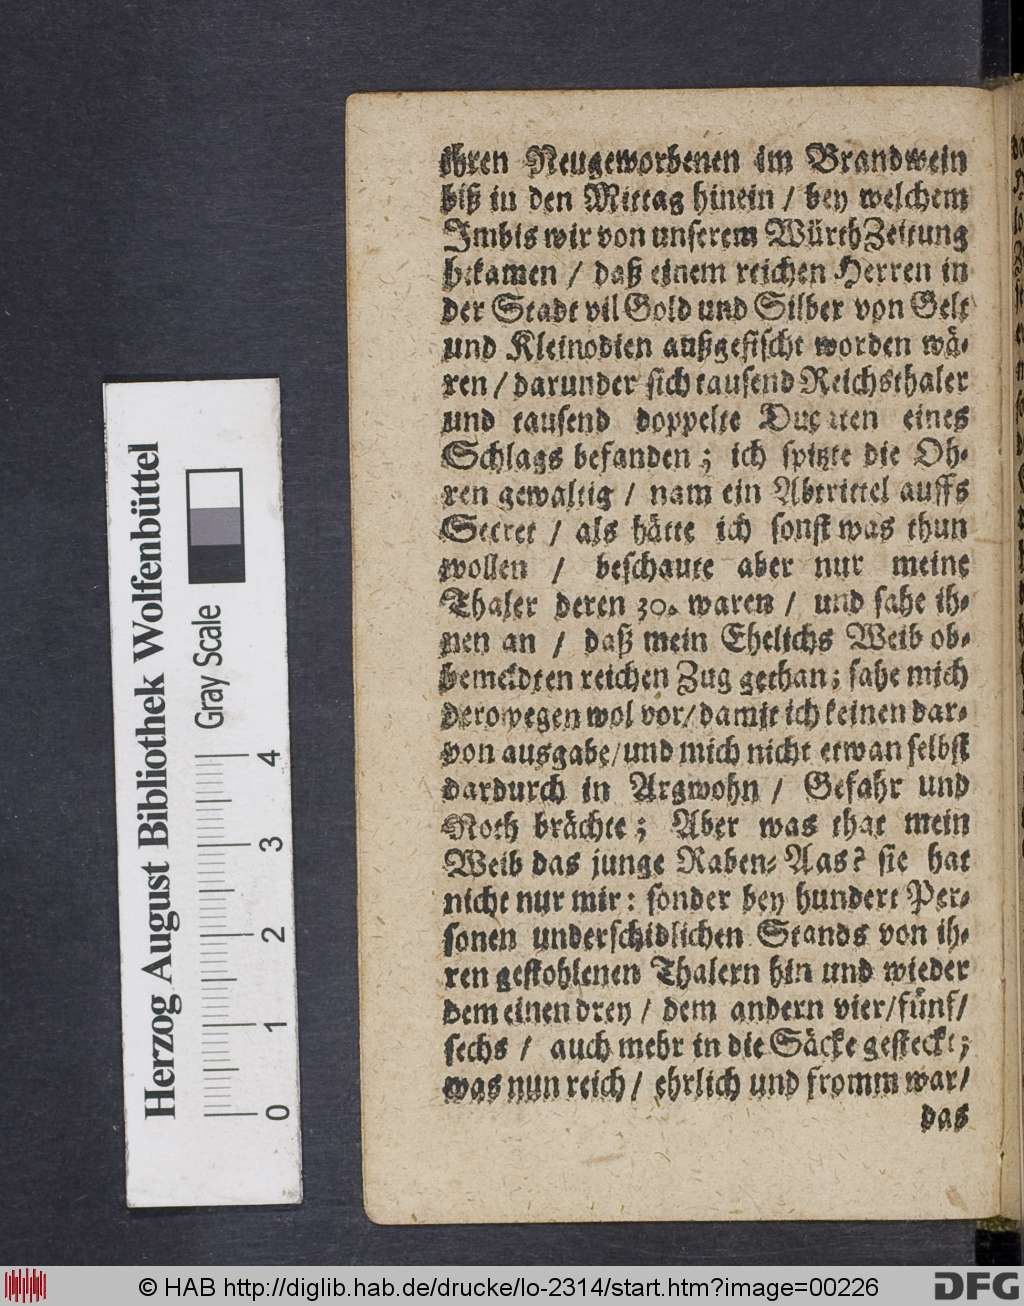 ihren Neugeworbenen im Brandwein
biß in den Mittag hinein / bey welchem
Imbis wir von unserem Würth Zeitung
bekamen / daß einem reichen Herren in
der Stadt vil Gold und Silber von Gelt
und Kleinodien außgefischt worden wä-
ren / darunder sich tausend Reichsthaler
und tausend doppelte Ducaten eines
Schlags befanden; ich spitzte die Oh-
ren gewaltig / nam ein Abtrittel auffs
Secret / als hätte ich sonst was thun
wollen / beschaute aber nur meine
Thaler deren 30. waren / und sahe ih-
nen an / daß mein Ehelichs Weib ob-
bemeldten reichen Zug gethan; sahe mich
derowegen wol vor / damit ich keinen dar-
von ausgabe / und mich nicht etwan selbst
dardurch in Argwohn / Gefahr und
Noth brächte; Aber was that mein
Weib das junge Raben-Aas? sie hat
nicht nur mir: sonder bey hundert Per-
sonen underschidlichen Stands von ih-
ren gestohlenen Thalern hin und wieder
dem einen drey / dem andern vier / fünf /
sechs / auch mehr in die Säcke gesteckt;
was nun reich / ehrlich und fromm war /
das
Herzog August Bibliothek Wolfenbüttel
Gray Scale
0 1 2 3 4
© HAB http://diglib.hab.de/drucke/lo-2314/start.htm?image=00226
DFG